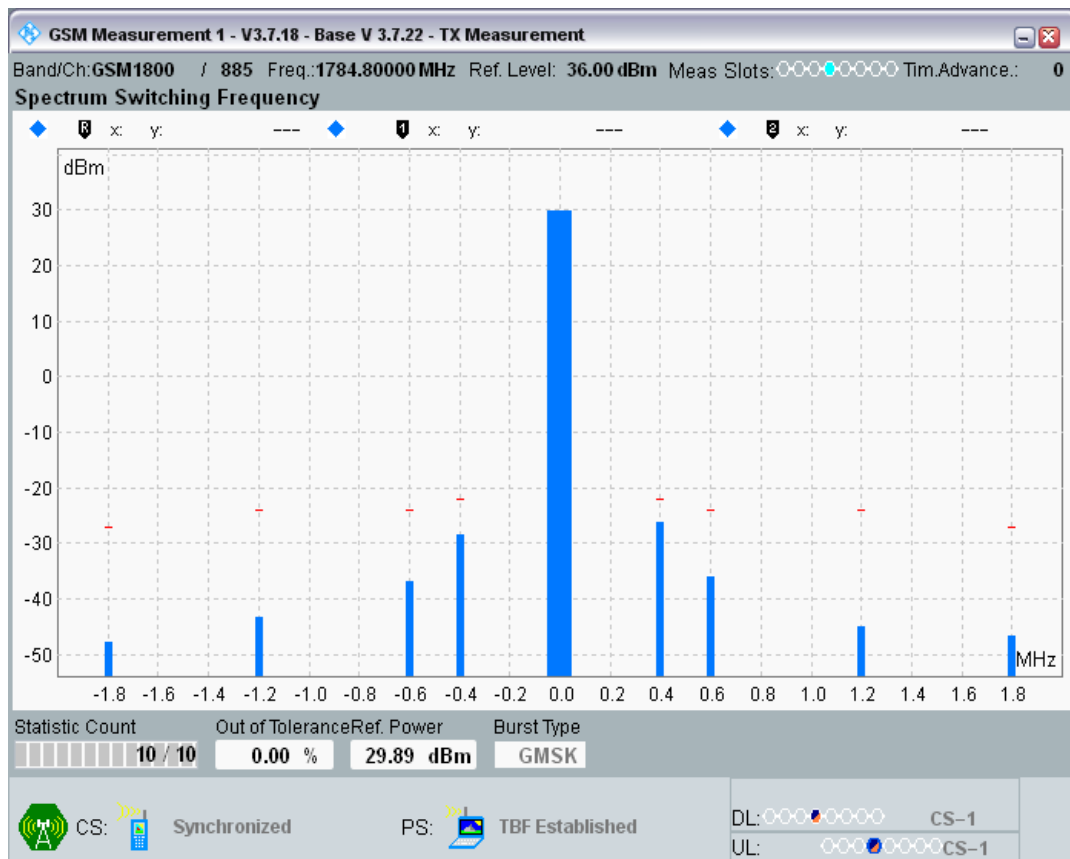 GSM Measurement 1 - V3.7.18 - Base V 3.7.22 - TX Measurement
Band/Ch:GSM1800 / 885 Freq.:1784.80000 MHz Ref. Level: 36.00 dBm Meas Slots: Tim.Advance.: 0
Spectrum Switching Frequency
R x: y: --- 1 x: y: --- 2 x: y: ---
dBm
30
20
10
0
-10
-20
-30
-40
-50
MHz
-1.8 -1.6 -1.4 -1.2 -1.0 -0.8 -0.6 -0.4 -0.2 0.0 0.2 0.4 0.6 0.8 1.0 1.2 1.4 1.6 1.8
Statistic Count Out of Tolerance Ref. Power Burst Type
10 / 10 0.00 % 29.89 dBm GMSK
CS: Synchronized PS: TBF Established DL: CS-1
UL: CS-1